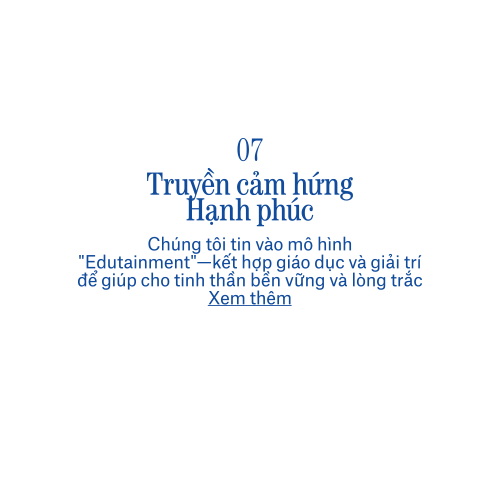 07
Truyền cảm hứng
Hạnh phúc
Chúng tôi tin vào mô hình
"Edutainment"—kết hợp giáo dục và giải trí
để giúp cho tinh thần bền vững và lòng trắc
Xem thêm